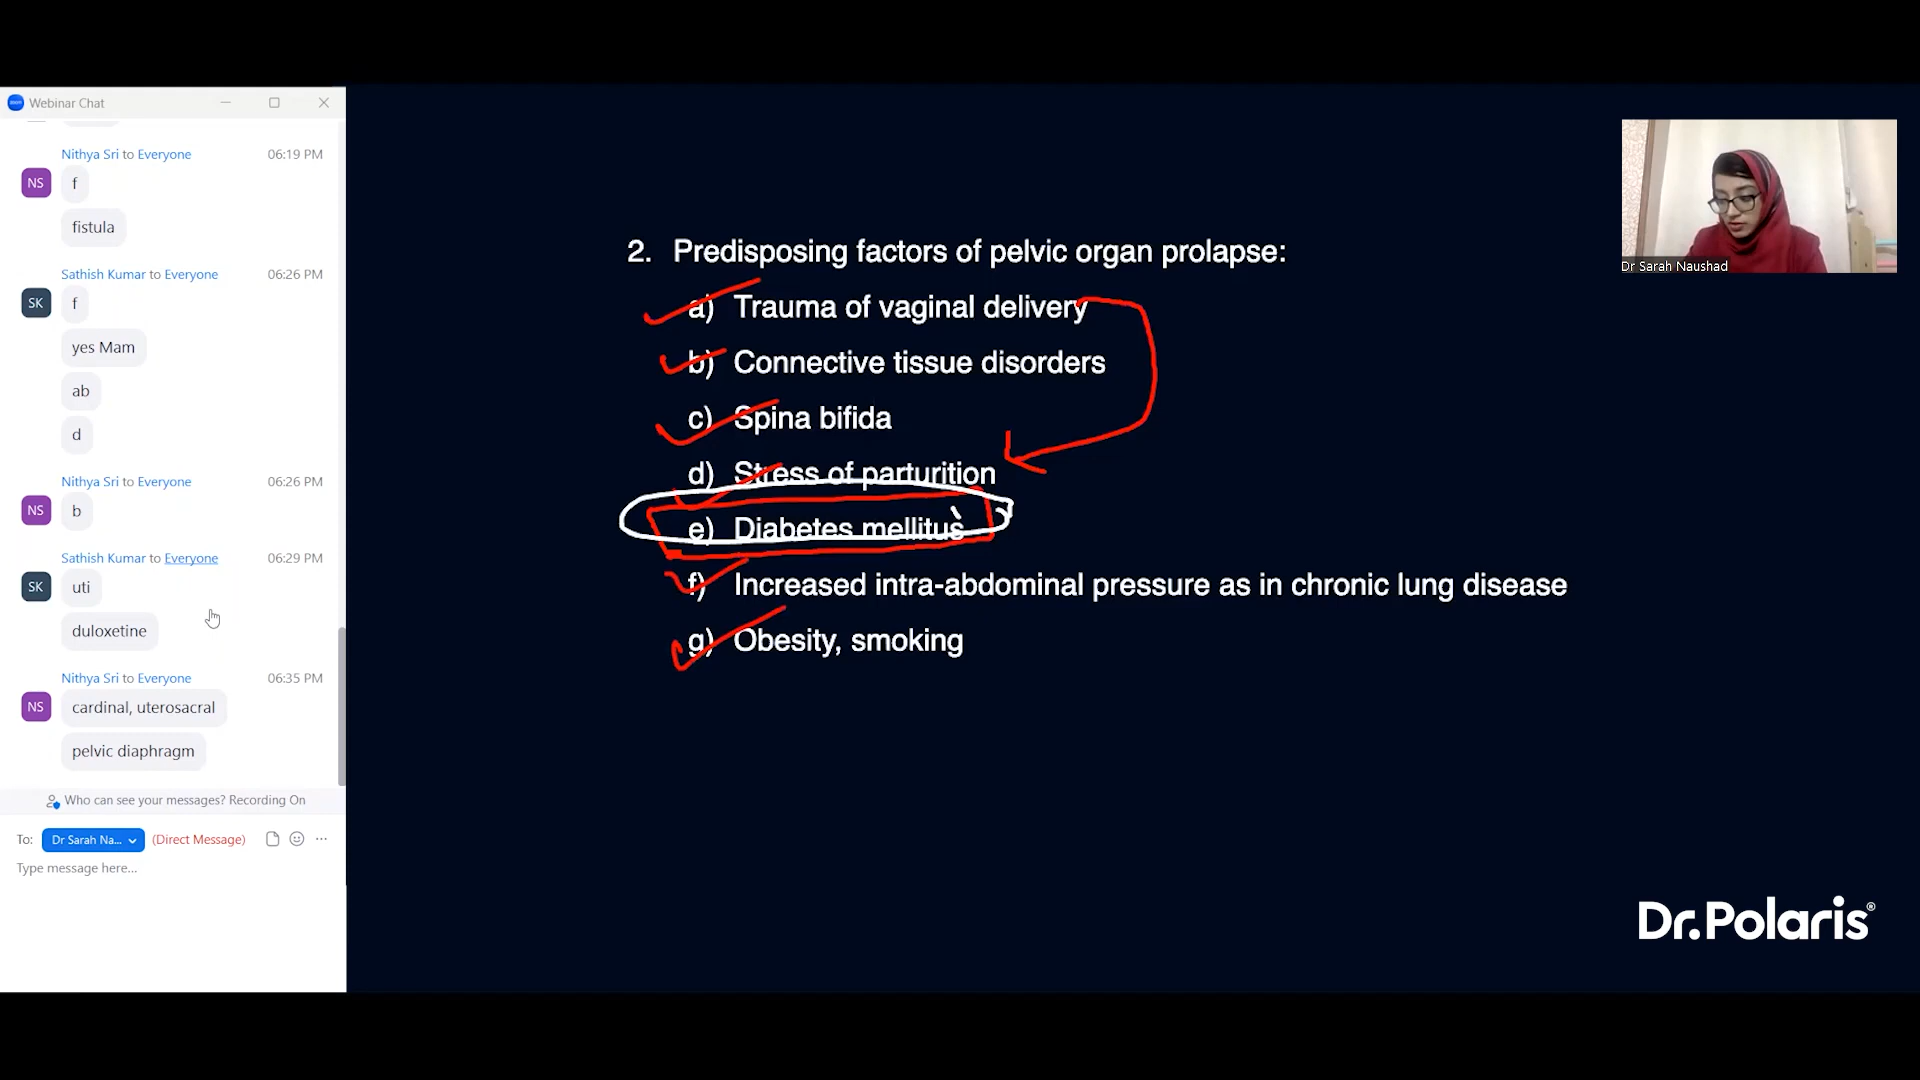 Webinar Chat
Nithya Sri to Everyone 06:19 PM
NS
f
fistula
Sathish Kumar to Everyone 06:26 PM
SK
f
yes Mam
ab
d
Nithya Sri to Everyone 06:26 PM
NS
b
Sathish Kumar to Everyone 06:29 PM
SK
uti
duloxetine
Nithya Sri to Everyone 06:35 PM
NS
cardinal, uterosacral
pelvic diaphragm
Who can see your messages? Recording On
To: Dr Sarah Na... (Direct Message)
Type message here...
2. Predisposing factors of pelvic organ prolapse:
a) Trauma of vaginal delivery
b) Connective tissue disorders
c) Spina bifida
d) Stress of parturition
e) Diabetes mellitus
f) Increased intra-abdominal pressure as in chronic lung disease
g) Obesity, smoking
Dr Sarah Naushad
Dr.Polaris®